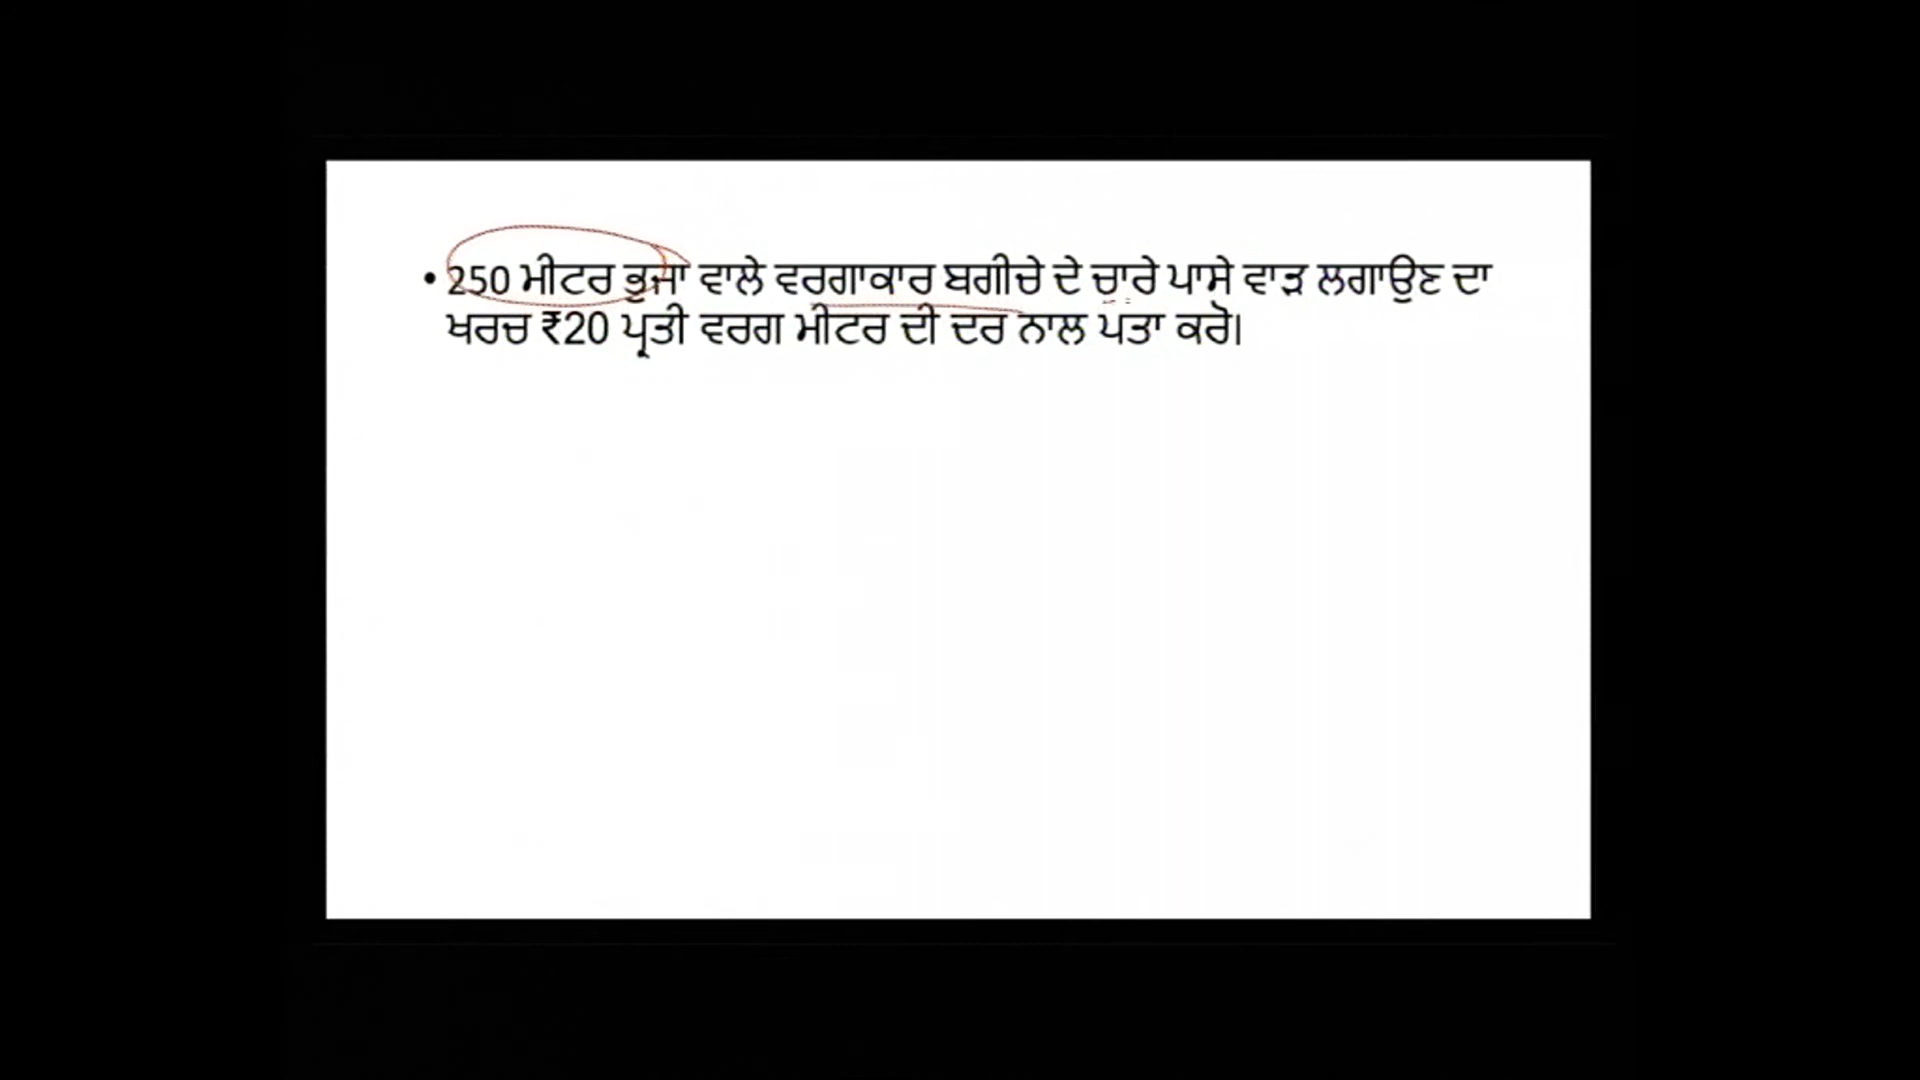 • 250 ਮੀਟਰ ਭੁਜਾ ਵਾਲੇ ਵਰਗਾਕਾਰ ਬਗੀਚੇ ਦੇ ਚਾਰੇ ਪਾਸੇ ਵਾੜ ਲਗਾਉਣ ਦਾ
ਖਰਚ ₹20 ਪ੍ਰਤੀ ਵਰਗ ਮੀਟਰ ਦੀ ਦਰ ਨਾਲ ਪਤਾ ਕਰੋ।